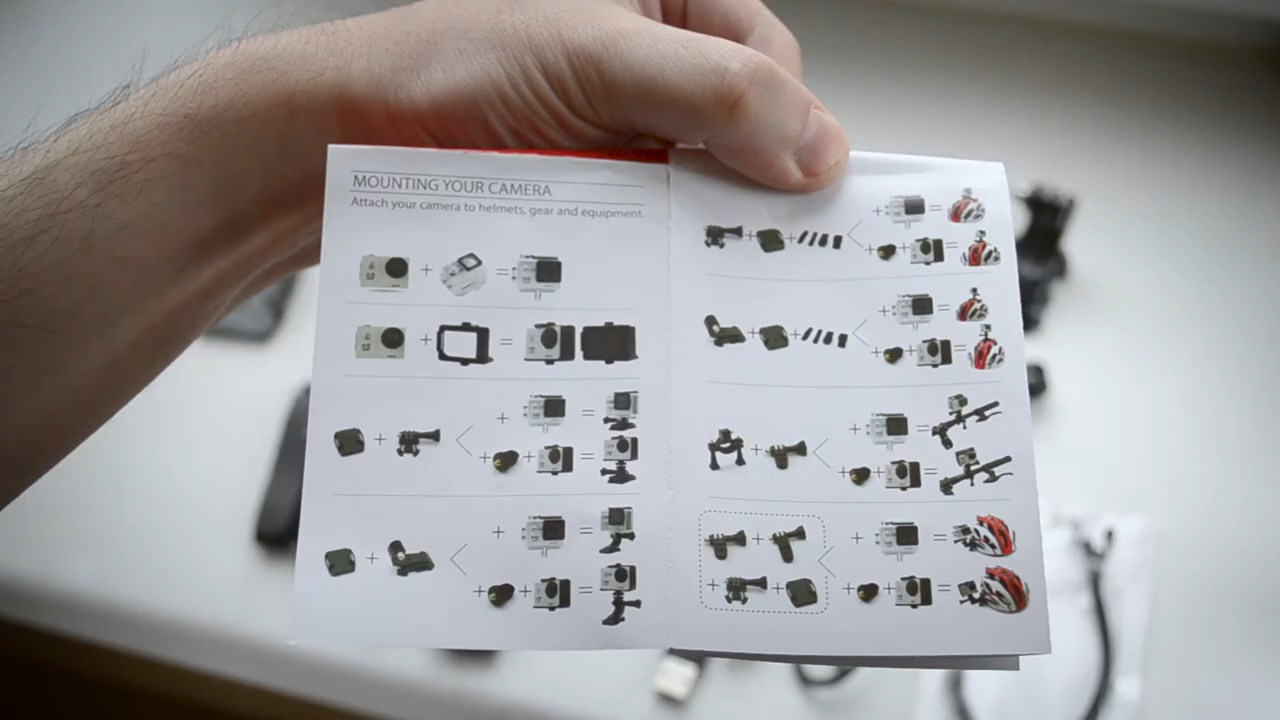 MOUNTING YOUR CAMERA
Attach your camera to helmets, gear and equipment.